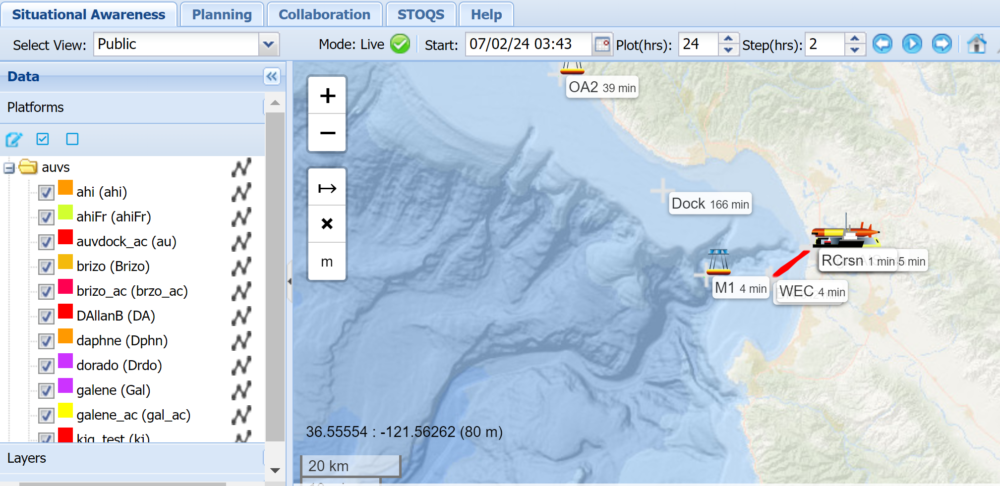 Situational Awareness Planning Collaboration STOQS Help
Select View: Public Mode: Live Start: 07/02/24 03:43 Plot(hrs): 24 Step(hrs): 2
Data
Platforms
auvs
ahi (ahi)
ahiFr (ahiFr)
auvdock_ac (au)
brizo (Brizo)
brizo_ac (brzo_ac)
DAllanB (DA)
daphne (Dphn)
dorado (Drdo)
galene (Gal)
galene_ac (gal_ac)
Layers
m
OA2 39 min
Dock 166 min
RCrsn 1 min 5 min
M1 4 min
WEC 4 min
36.55554 : -121.56262 (80 m)
20 km